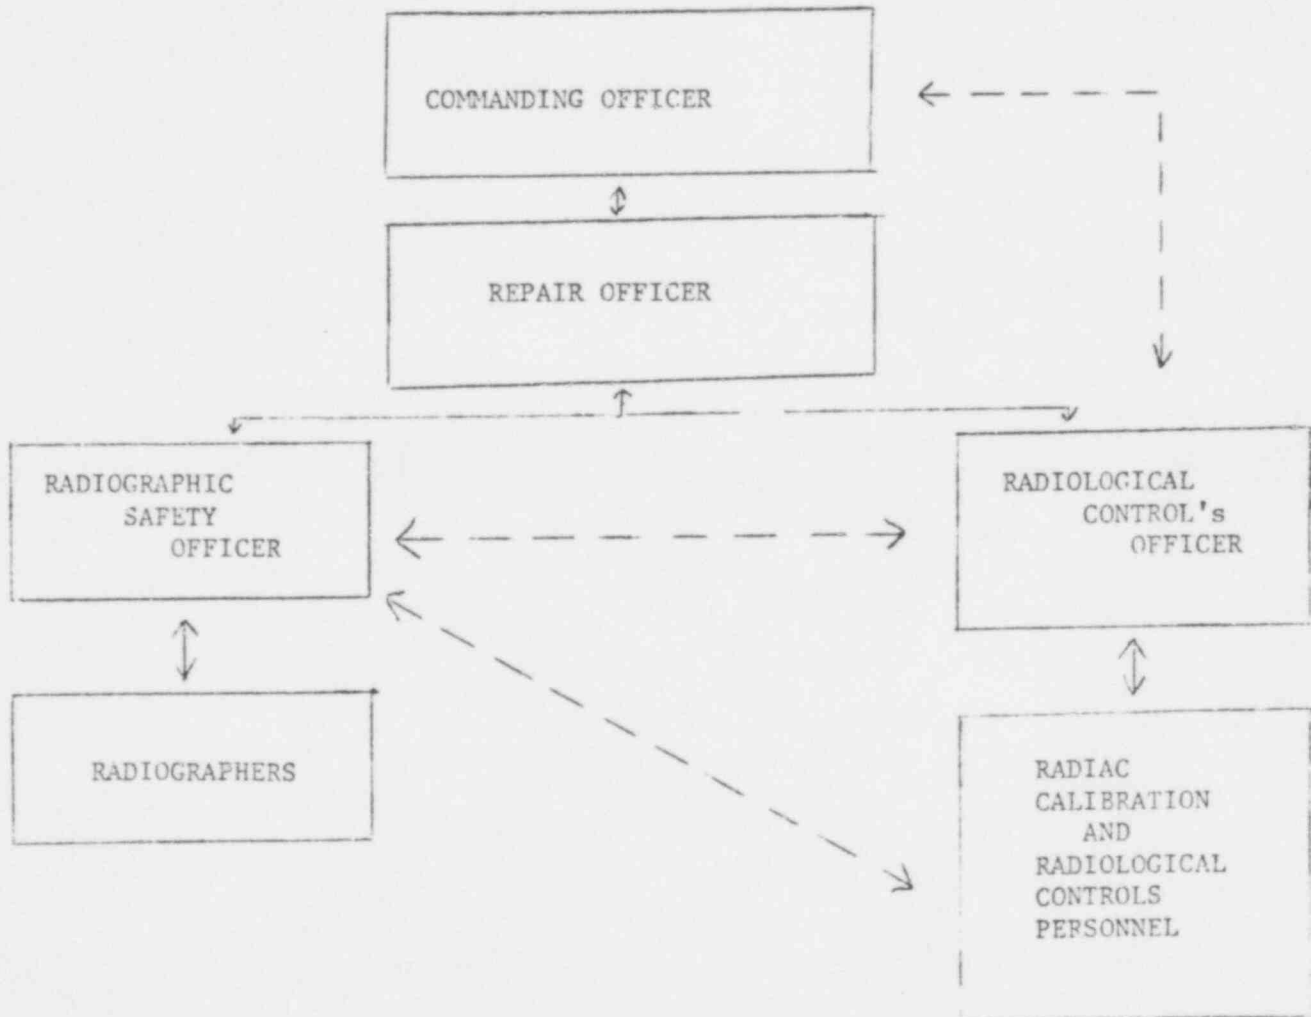 COMMANDING OFFICER
REPAIR OFFICER
RADIOGRAPHIC
SAFETY
OFFICER
RADIOLOGICAL
CONTROL's
OFFICER
RADIOGRAPHERS
RADIAC
CALIBRATION
AND
RADIOLOGICAL
CONTROLS
PERSONNEL